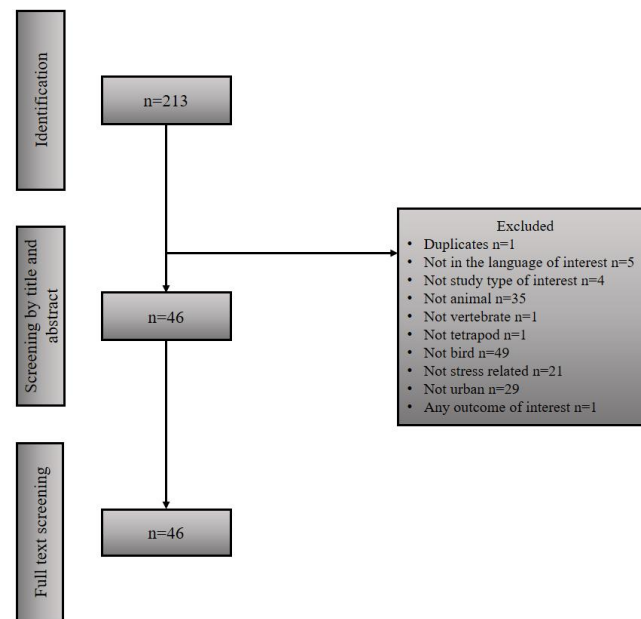 Identification
n=213
Excluded
• Duplicates n=1
• Not in the language of interest n=5
• Not study type of interest n=4
• Not animal n=35
• Not vertebrate n=1
• Not tetrapod n=1
• Not bird n=49
• Not stress related n=21
• Not urban n=29
• Any outcome of interest n=1
Screening by title and
abstract
n=46
Full text screening
n=46